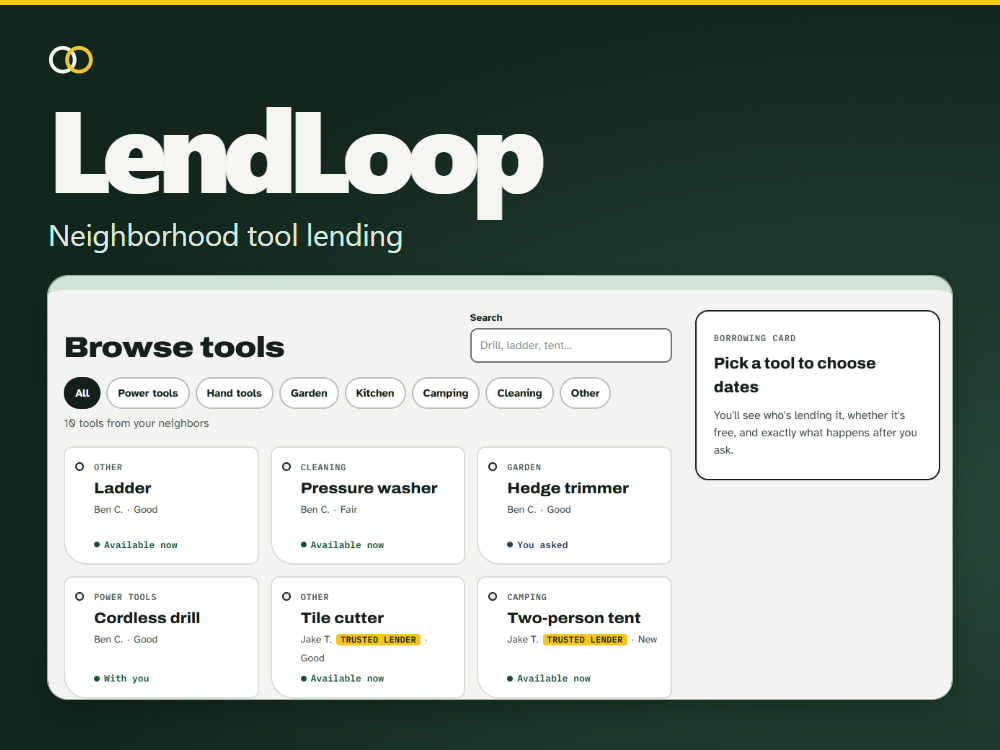 LendLoop
Neighborhood tool lending
Browse tools
Search
Drill, ladder, tent...
All
Power tools
Hand tools
Garden
Kitchen
Camping
Cleaning
Other
10 tools from your neighbors
OTHER
Ladder
Ben C. · Good
Available now
CLEANING
Pressure washer
Ben C. · Fair
Available now
GARDEN
Hedge trimmer
Ben C. · Good
You asked
POWER TOOLS
Cordless drill
Ben C. · Good
With you
OTHER
Tile cutter
Jake T. TRUSTED LENDER ·
Good
Available now
CAMPING
Two-person tent
Jake T. TRUSTED LENDER · New
Available now
BORROWING CARD
Pick a tool to choose
dates
You'll see who's lending it, whether it's
free, and exactly what happens after you
ask.